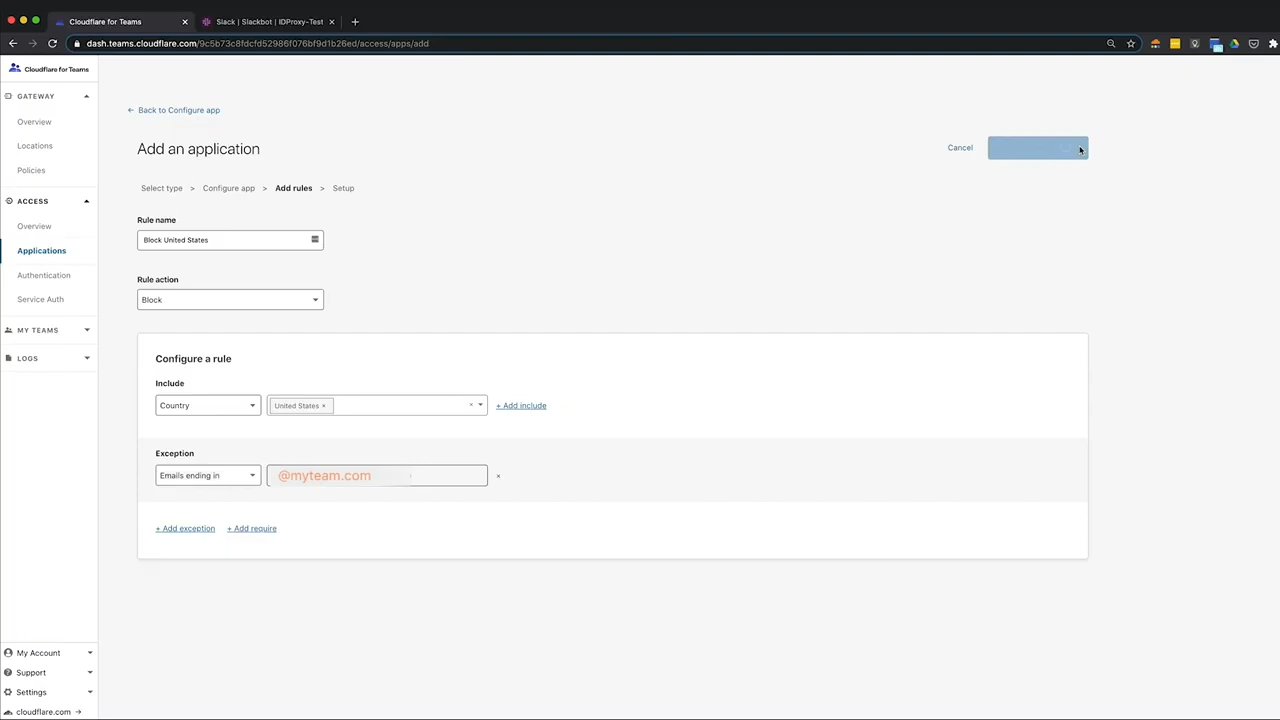 Cloudflare for Teams
Slack | Slackbot | IDProxy-Test
dash.teams.cloudflare.com/9c5b73c8fdcfd52986f076bf9d1b26ed/access/apps/add
Cloudflare for Teams
GATEWAY
Overview
Locations
Policies
ACCESS
Overview
Applications
Authentication
Service Auth
MY TEAMS
LOGS
My Account
Support
Settings
cloudflare.com →
← Back to Configure app
Add an application
Cancel
Select type > Configure app > Add rules > Setup
Rule name
Block United States
Rule action
Block
Configure a rule
Include
Country United States × + Add include
Exception
Emails ending in @myteam.com ×
+ Add exception + Add require